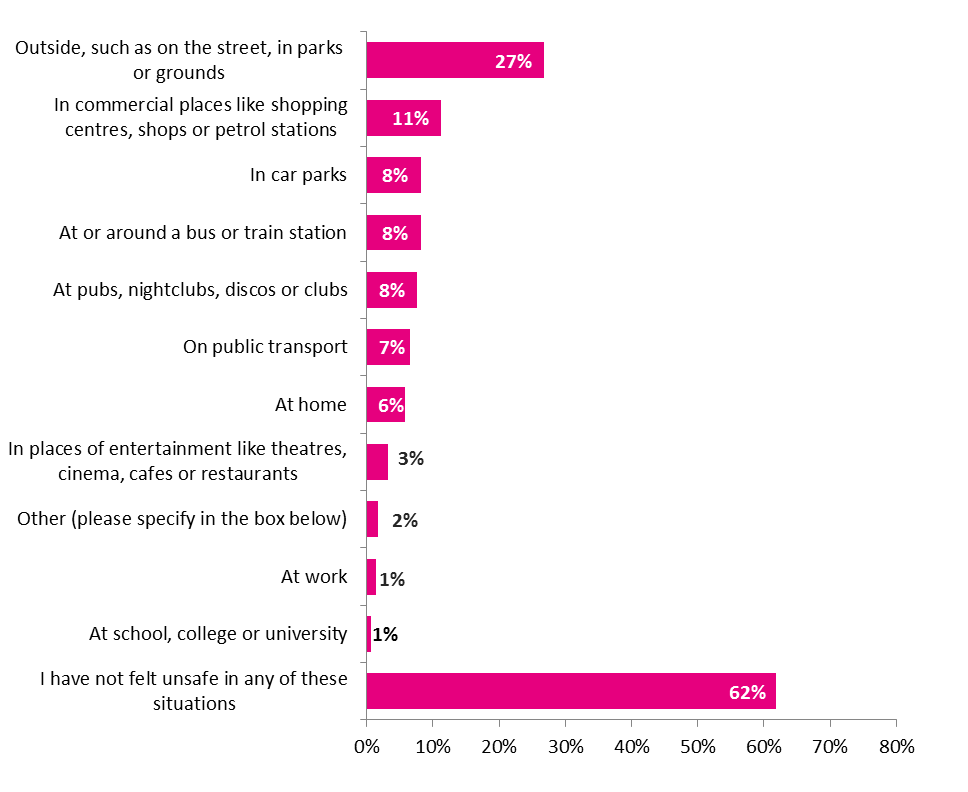 Outside, such as on the street, in parks
or grounds
27%
In commercial places like shopping
centres, shops or petrol stations
11%
In car parks
8%
At or around a bus or train station
8%
At pubs, nightclubs, discos or clubs
8%
On public transport
7%
At home
6%
In places of entertainment like theatres,
cinema, cafes or restaurants
3%
Other (please specify in the box below)
2%
At work
1%
At school, college or university
1%
I have not felt unsafe in any of these
situations
62%
0% 10% 20% 30% 40% 50% 60% 70% 80%